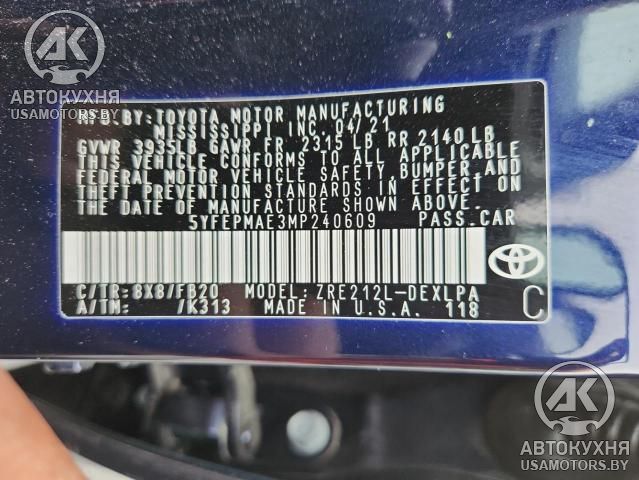 АК
АВТОКУХНЯ
USAMOTORS.BY
MFD.BY:TOYOTA MOTOR MANUFACTURING
MISSISSIPPI INC. 04/21
GVWR 3935LB GAWR FR 2315 LB RR 2140 LB
THIS VEHICLE CONFORMS TO ALL APPLICABLE
FEDERAL MOTOR VEHICLE SAFETY, BUMPER AND
THEFT PREVENTION STANDARDS IN EFFECT ON
THE DATE OF MANUFACTURE SHOWN ABOVE.
5YFEPMAE3MP240609 PASS.CAR
TOYOTA
C/TR: 8X8/FB20 MODEL: ZRE212L-DEXLPA
A/TM: /K313 MADE IN U.S.A. 118
C
АК
АВТОКУХНЯ
USAMOTORS.BY